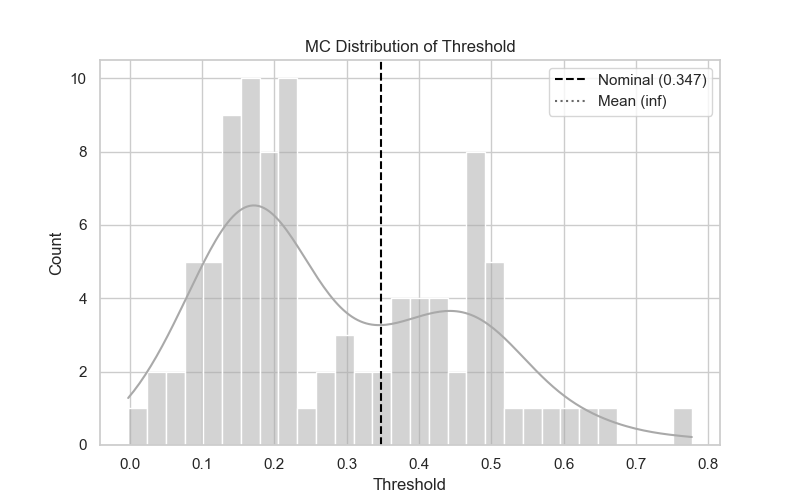 MC Distribution of Threshold
Nominal (0.347)
Mean (inf)
Count
10
8
6
4
2
0
0.0 0.1 0.2 0.3 0.4 0.5 0.6 0.7 0.8
Threshold